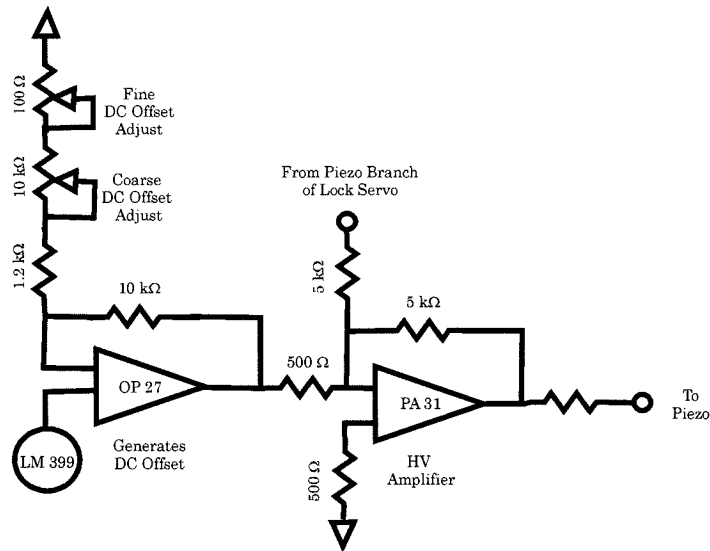 100 Ω
Fine
DC Offset
Adjust
10 kΩ
Coarse
DC Offset
Adjust
From Piezo Branch
of Lock Servo
1.2 kΩ
5 kΩ
10 kΩ
5 kΩ
500 Ω
OP 27
PA 31
To
Piezo
LM 399
Generates
DC Offset
500 Ω
HV
Amplifier